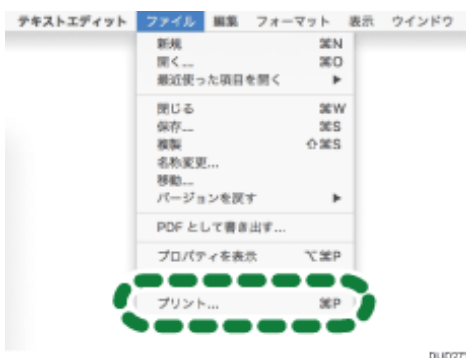 テキストエディット ファイル 編集 フォーマット 表示 ウインドウ
新規 ⌘N
開く... ⌘O
最近使った項目を開く ▶
閉じる ⌘W
保存... ⌘S
複製 ⇧⌘S
名称変更...
移動...
バージョンを戻す ▶
PDF として書き出す...
プロパティを表示 ⌥⌘P
プリント... ⌘P